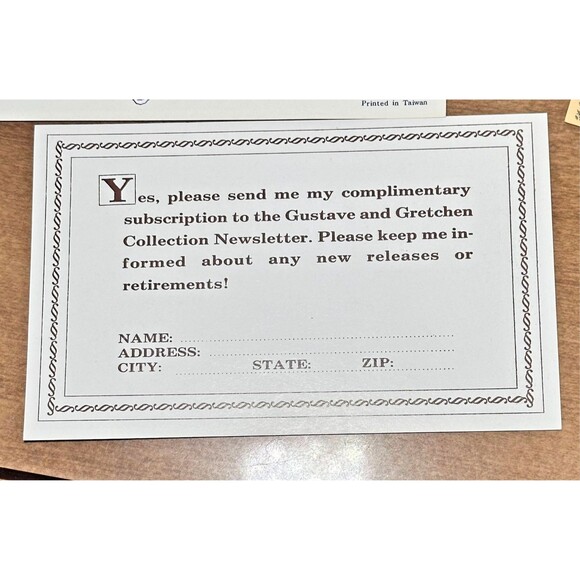 Printed in Taiwan
Yes, please send me my complimentary
subscription to the Gustave and Gretchen
Collection Newsletter. Please keep me in-
formed about any new releases or
retirements!
NAME:
ADDRESS:
CITY: STATE: ZIP: